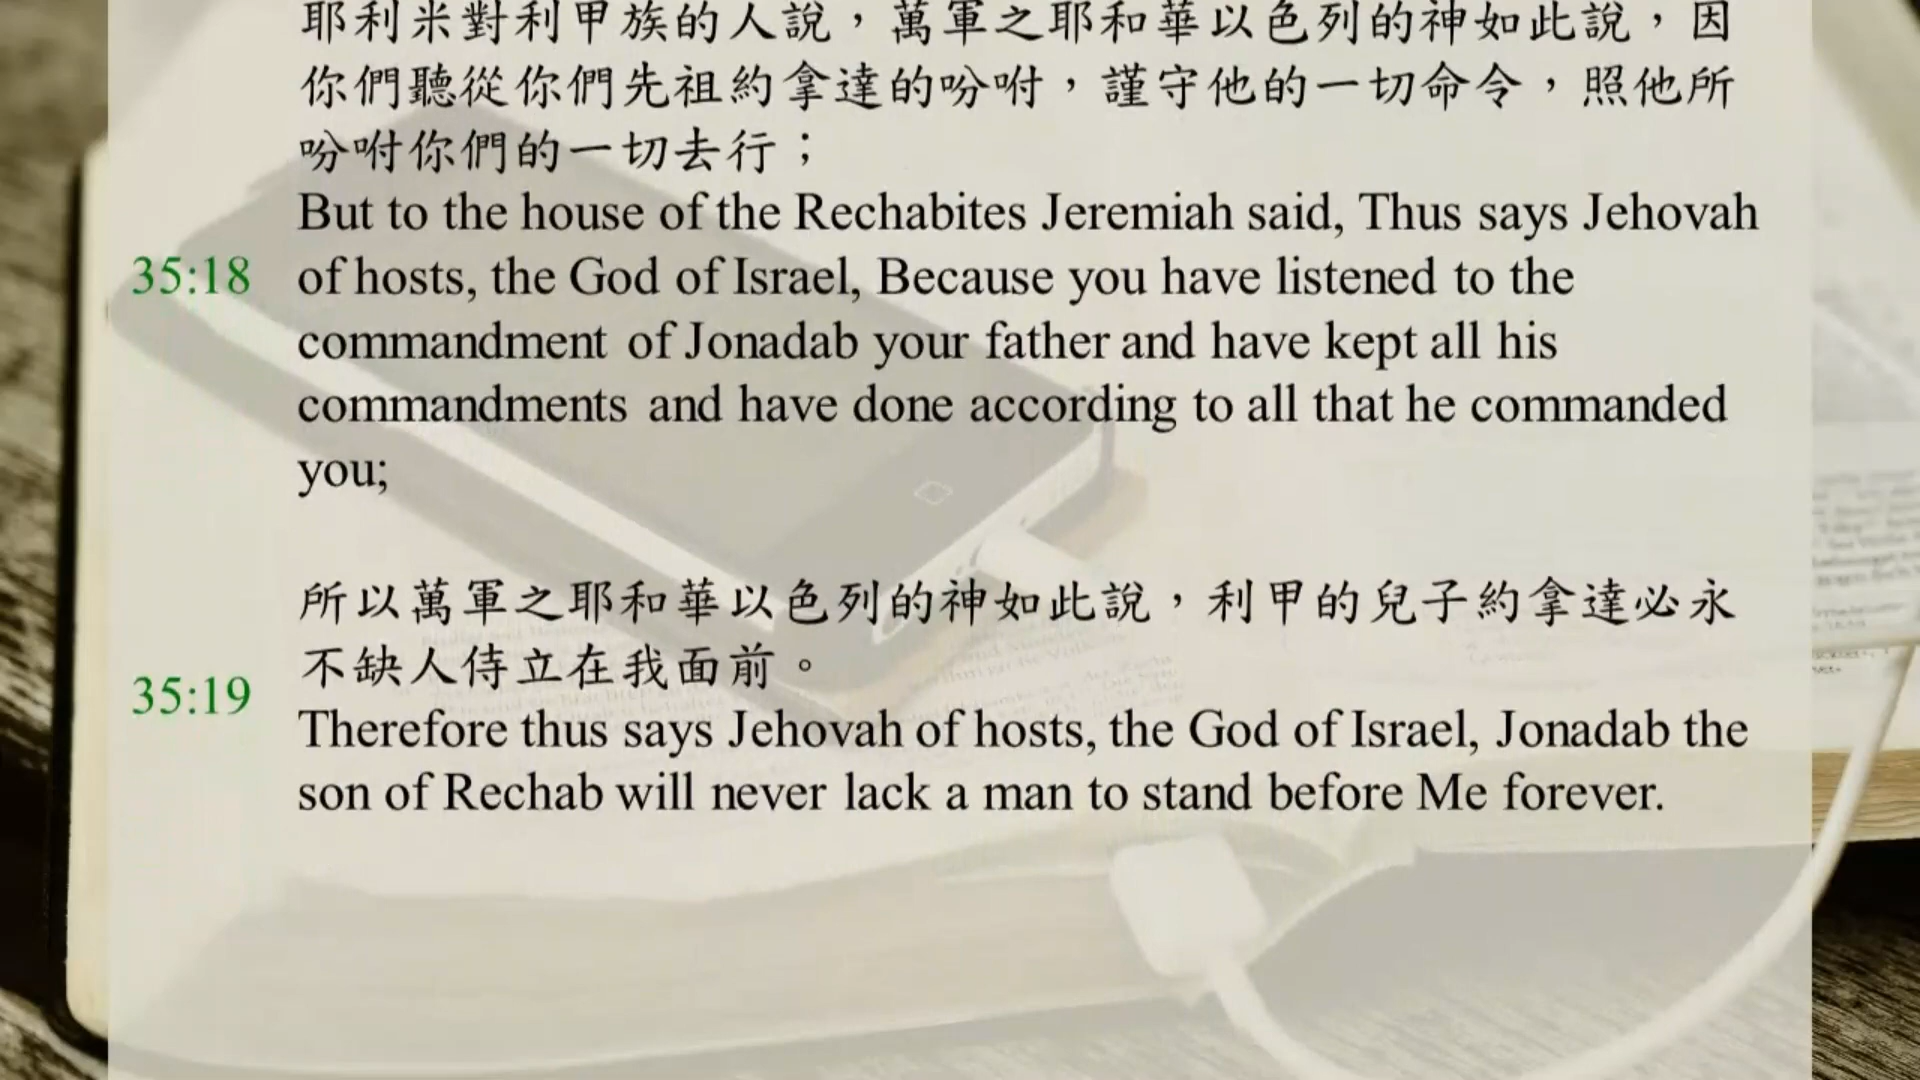 耶利米對利甲族的人說，萬軍之耶和華以色列的神如此說，因
你們聽從你們先祖約拿達的吩咐，謹守他的一切命令，照他所
吩咐你們的一切去行；
But to the house of the Rechabites Jeremiah said, Thus says Jehovah
35:18 of hosts, the God of Israel, Because you have listened to the
commandment of Jonadab your father and have kept all his
commandments and have done according to all that he commanded
you;
所以萬軍之耶和華以色列的神如此說，利甲的兒子約拿達必永
不缺人侍立在我面前。
35:19
Therefore thus says Jehovah of hosts, the God of Israel, Jonadab the
son of Rechab will never lack a man to stand before Me forever.